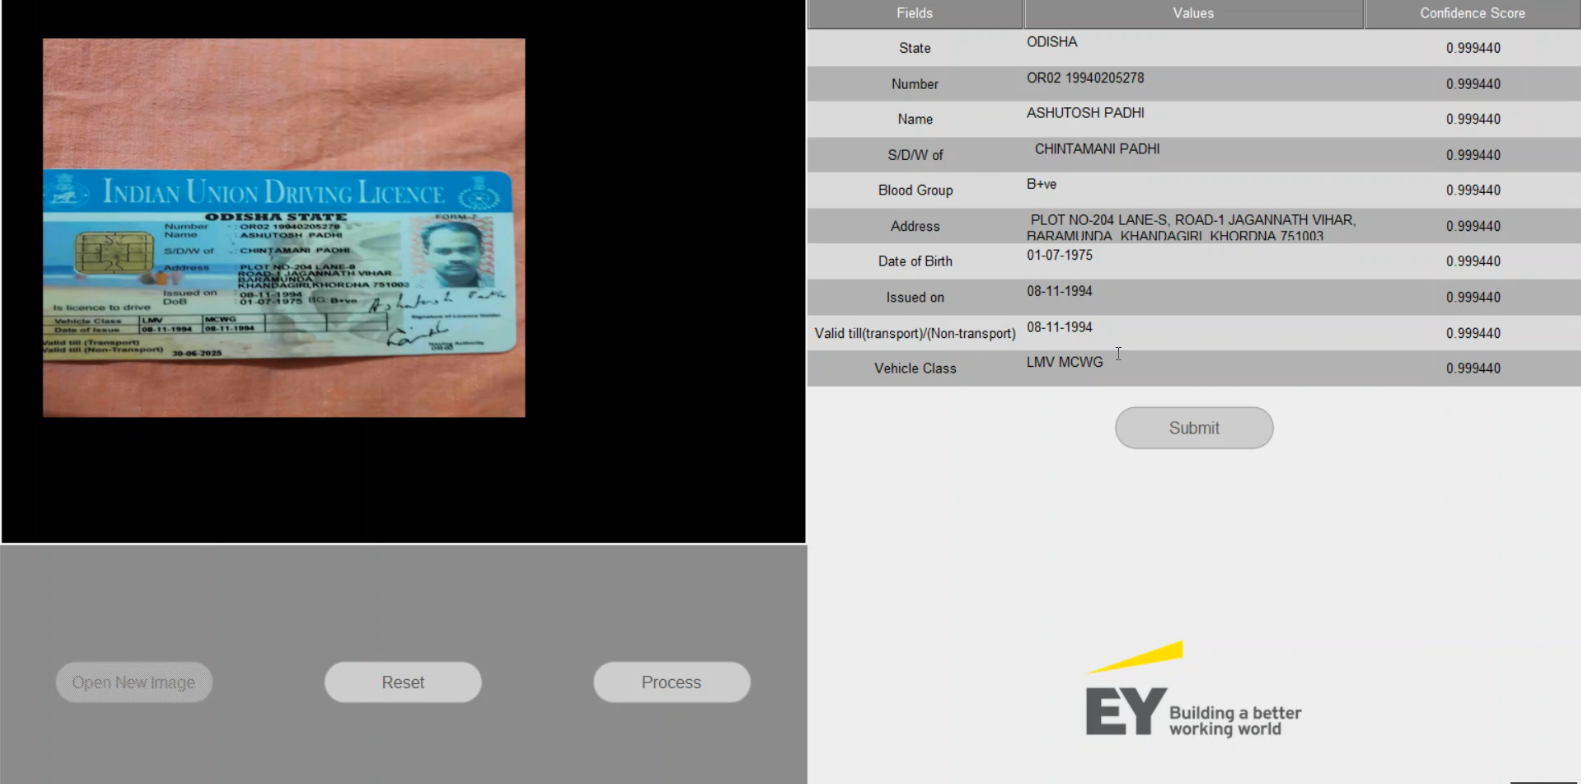 INDIAN UNION DRIVING LICENCE
ODISHA STATE
FORM-7
Number : OR02 19940205278
Name : ASHUTOSH PADHI
S/D/W of : CHINTAMANI PADHI
Address : PLOT NO-204 LANE-8
ROAD-1 JAGANNATH VIHAR
BARAMUNDA
KHANDAGIRI,KHORDHA 751003
Issued on : 08-11-1994
DoB : 01-07-1975 BG: B+ve
Is licence to drive
Signature of Licence Holder
Vehicle Class LMV MCWG
Date of Issue 08-11-1994 08-11-1994
Valid till (Transport)
Valid till (Non-Transport) 30-06-2025
Issuing Authority
Open New Image
Reset
Process
Fields Values Confidence Score
State ODISHA 0.999440
Number OR02 19940205278 0.999440
Name ASHUTOSH PADHI 0.999440
S/D/W of CHINTAMANI PADHI 0.999440
Blood Group B+ve 0.999440
Address PLOT NO-204 LANE-S, ROAD-1 JAGANNATH VIHAR, 0.999440
BARAMUNDA KHANDAGIRI KHORDNA 751003
Date of Birth 01-07-1975 0.999440
Issued on 08-11-1994 0.999440
Valid till(transport)/(Non-transport) 08-11-1994 0.999440
Vehicle Class LMV MCWG 0.999440
Submit
EY
Building a better
working world